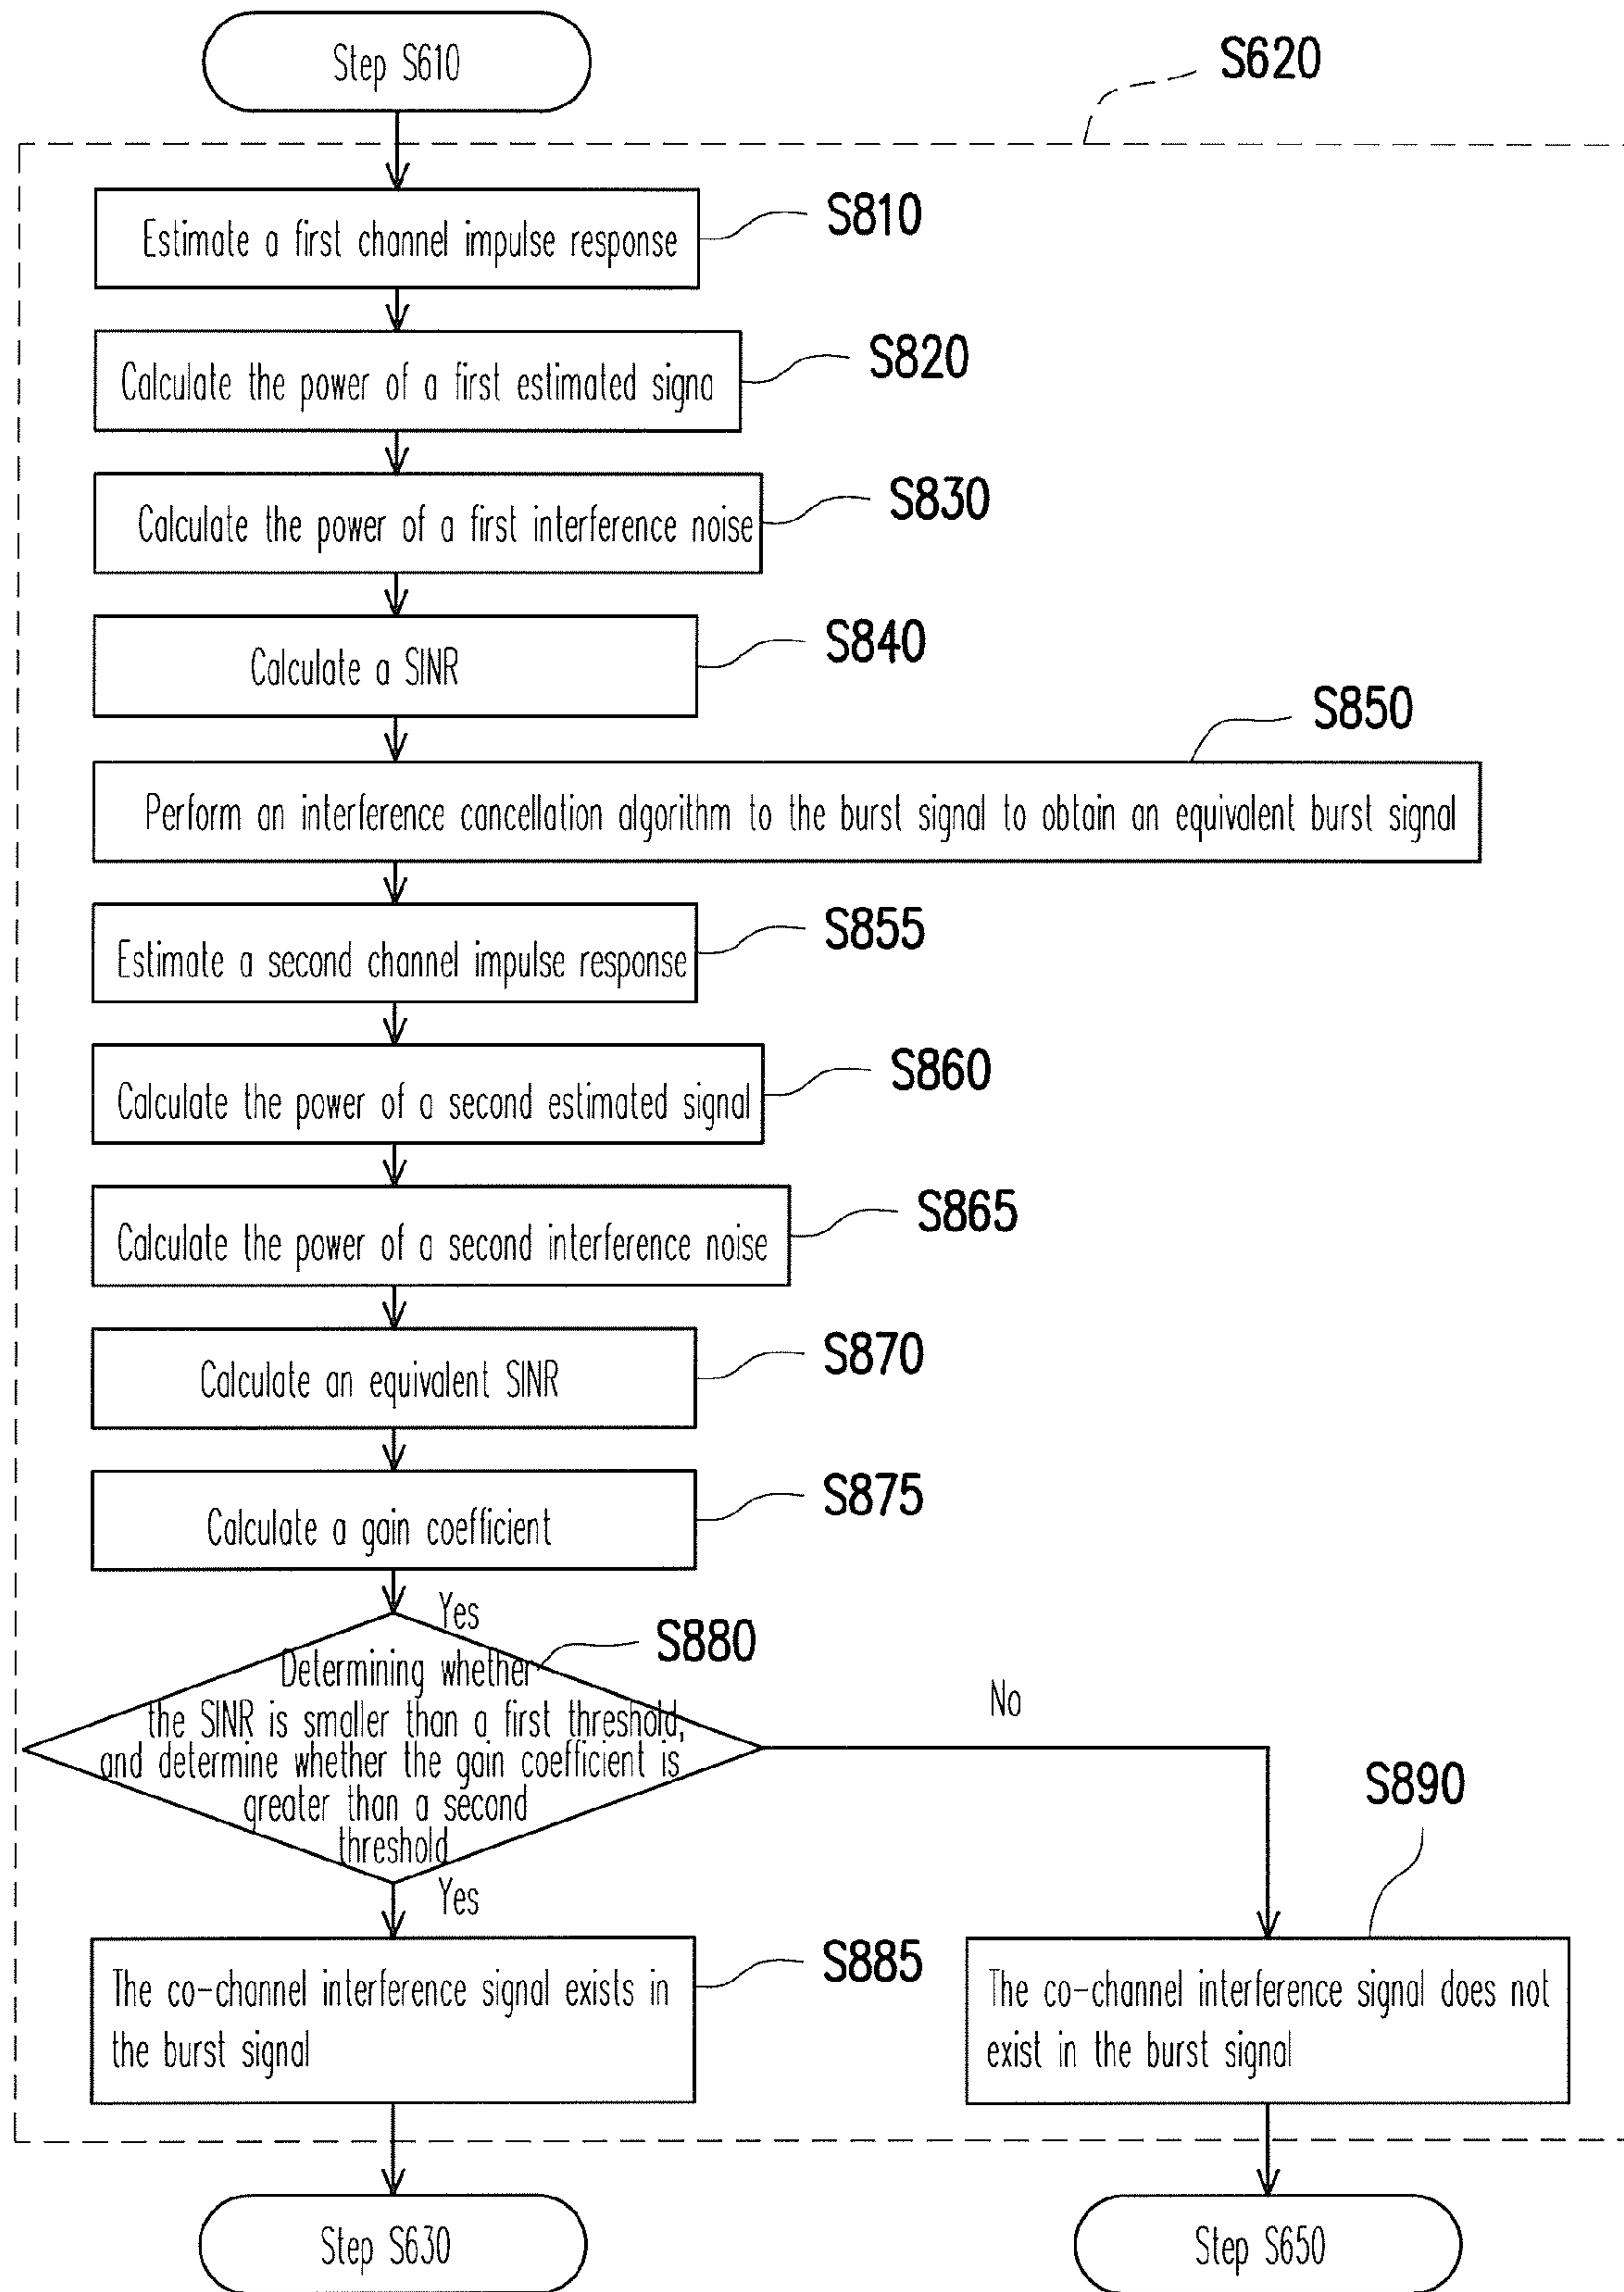 Step S610
S620
Estimate a first channel impulse response
S810
Calculate the power of a first estimated signa
S820
Calculate the power of a first interference noise
S830
Calculate a SINR
S840
S850
Perform an interference cancellation algorithm to the burst signal to obtain an equivalent burst signal
Estimate a second channel impulse response
S855
Calculate the power of a second estimated signal
S860
Calculate the power of a second interference noise
S865
Calculate an equivalent SINR
S870
Calculate a gain coefficient
S875
Yes
S880
Determining whether
the SINR is smaller than a first threshold,
and determine whether the gain coefficient is
greater than a second
threshold
No
Yes
S890
The co-channel interference signal exists in
the burst signal
S885
The co-channel interference signal does not
exist in the burst signal
Step S630
Step S650